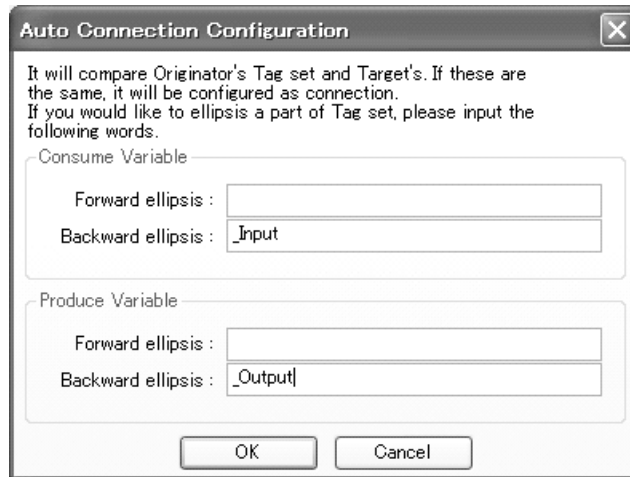 Auto Connection Configuration
It will compare Originator's Tag set and Target's. If these are
the same, it will be configured as connection.
If you would like to ellipsis a part of Tag set, please input the
following words.
Consume Variable
Forward ellipsis :
Backward ellipsis : _Input
Produce Variable
Forward ellipsis :
Backward ellipsis : _Output
OK Cancel